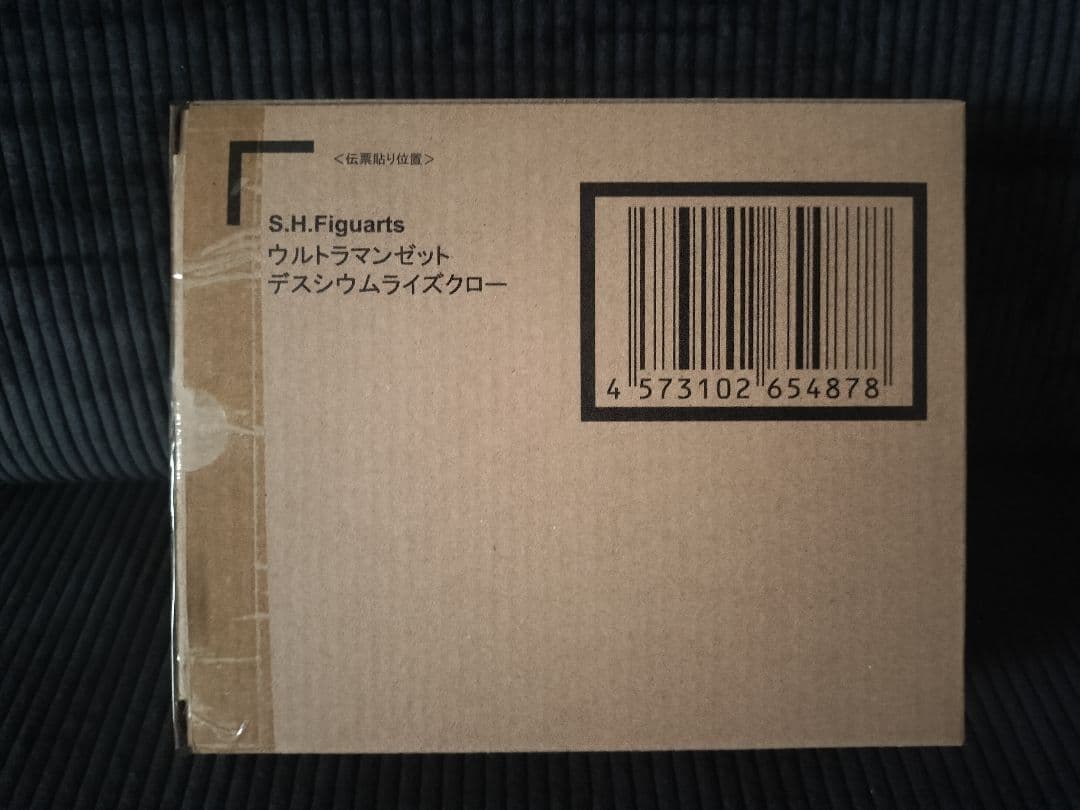 ＜伝票貼り位置＞
S.H.Figuarts
ウルトラマンゼット
デスシウムライズクロー
4 573102 654878